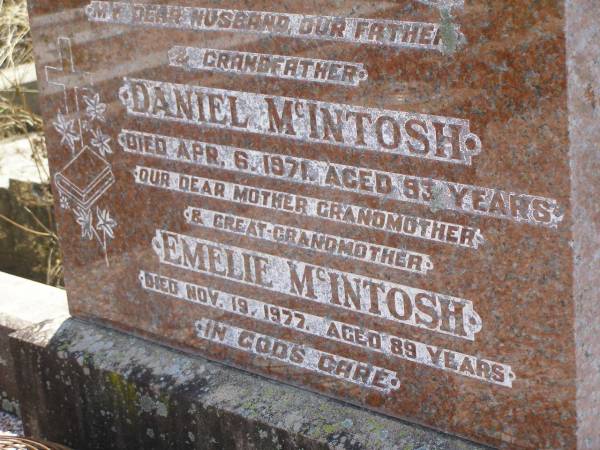 MY DEAR HUSBAND, OUR FATHER
& GRANDFATHER
DANIEL McINTOSH
DIED APR. 6, 1971. AGED 93 YEARS
OUR DEAR MOTHER GRANDMOTHER
& GREAT-GRANDMOTHER
EMELIE McINTOSH
DIED NOV. 19, 1977. AGED 89 YEARS
IN GODS CARE